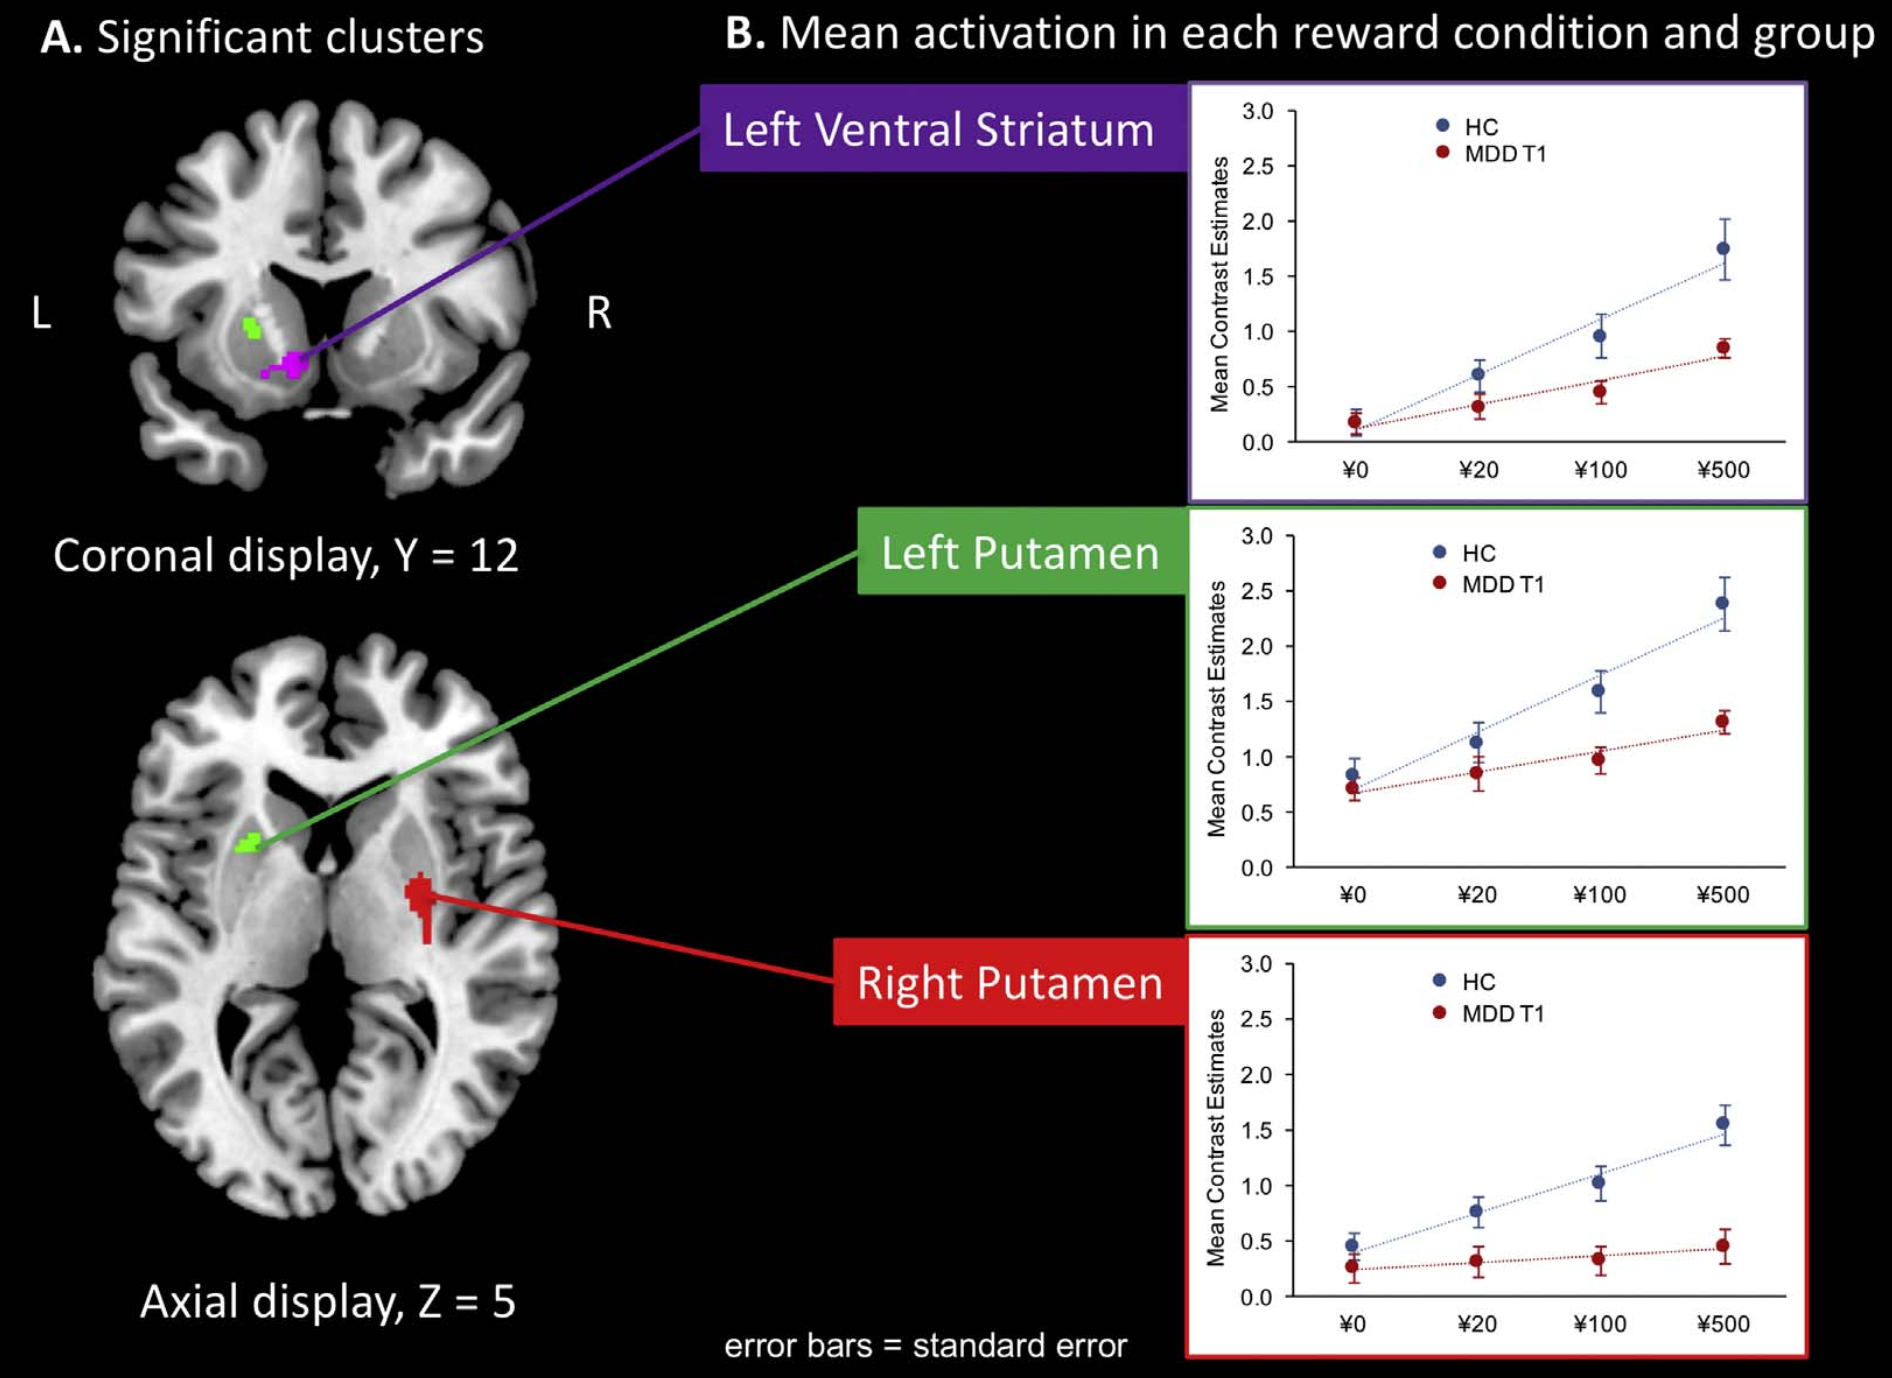 A. Significant clusters
B. Mean activation in each reward condition and group
L
R
Coronal display, Y = 12
Axial display, Z = 5
Left Ventral Striatum
Mean Contrast Estimates
3.0
2.5
2.0
1.5
1.0
0.5
0.0
HC
MDD T1
¥0 ¥20 ¥100 ¥500
Left Putamen
Mean Contrast Estimates
3.0
2.5
2.0
1.5
1.0
0.5
0.0
HC
MDD T1
¥0 ¥20 ¥100 ¥500
Right Putamen
Mean Contrast Estimates
3.0
2.5
2.0
1.5
1.0
0.5
0.0
HC
MDD T1
¥0 ¥20 ¥100 ¥500
error bars = standard error